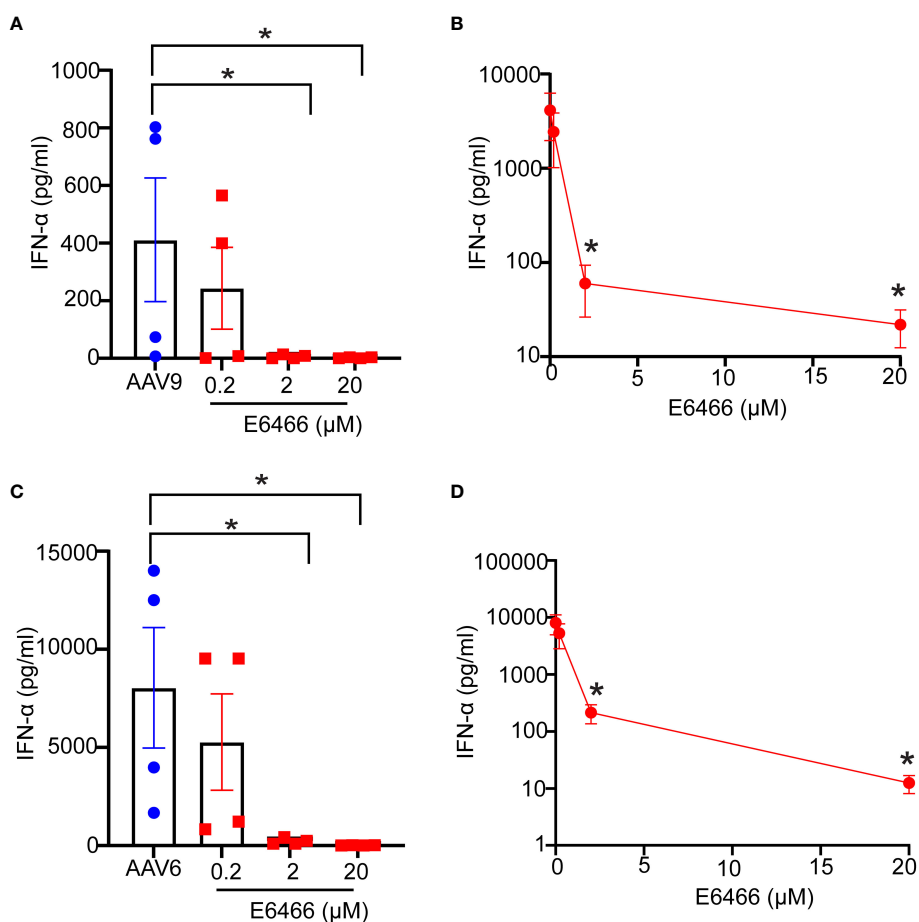 A
*
*
1000
800
600
400
200
0
IFN-α (pg/ml)
AAV9
0.2 2 20
E6466 (μM)
B
10000
1000
100
10
IFN-α (pg/ml)
*
*
0 5 10 15 20
E6466 (μM)
C
*
*
15000
10000
5000
0
IFN-α (pg/ml)
AAV6
0.2 2 20
E6466 (μM)
D
100000
10000
1000
100
10
1
IFN-α (pg/ml)
*
*
0 5 10 15 20
E6466 (μM)